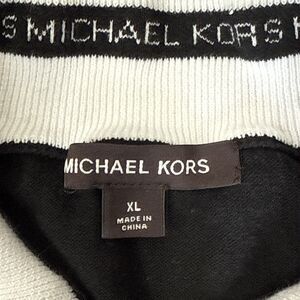 S MICHAEL KORS
MICHAEL KORS
XL
MADE IN
CHINA